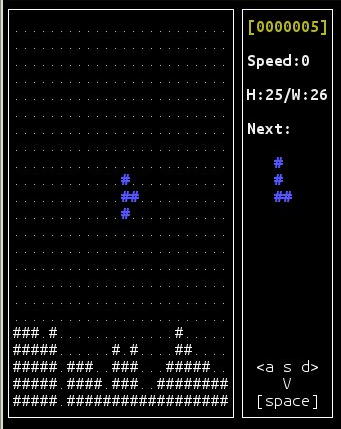 [0000005]
Speed:0
H:25/W:26
Next:
<a s d>
V
[space]